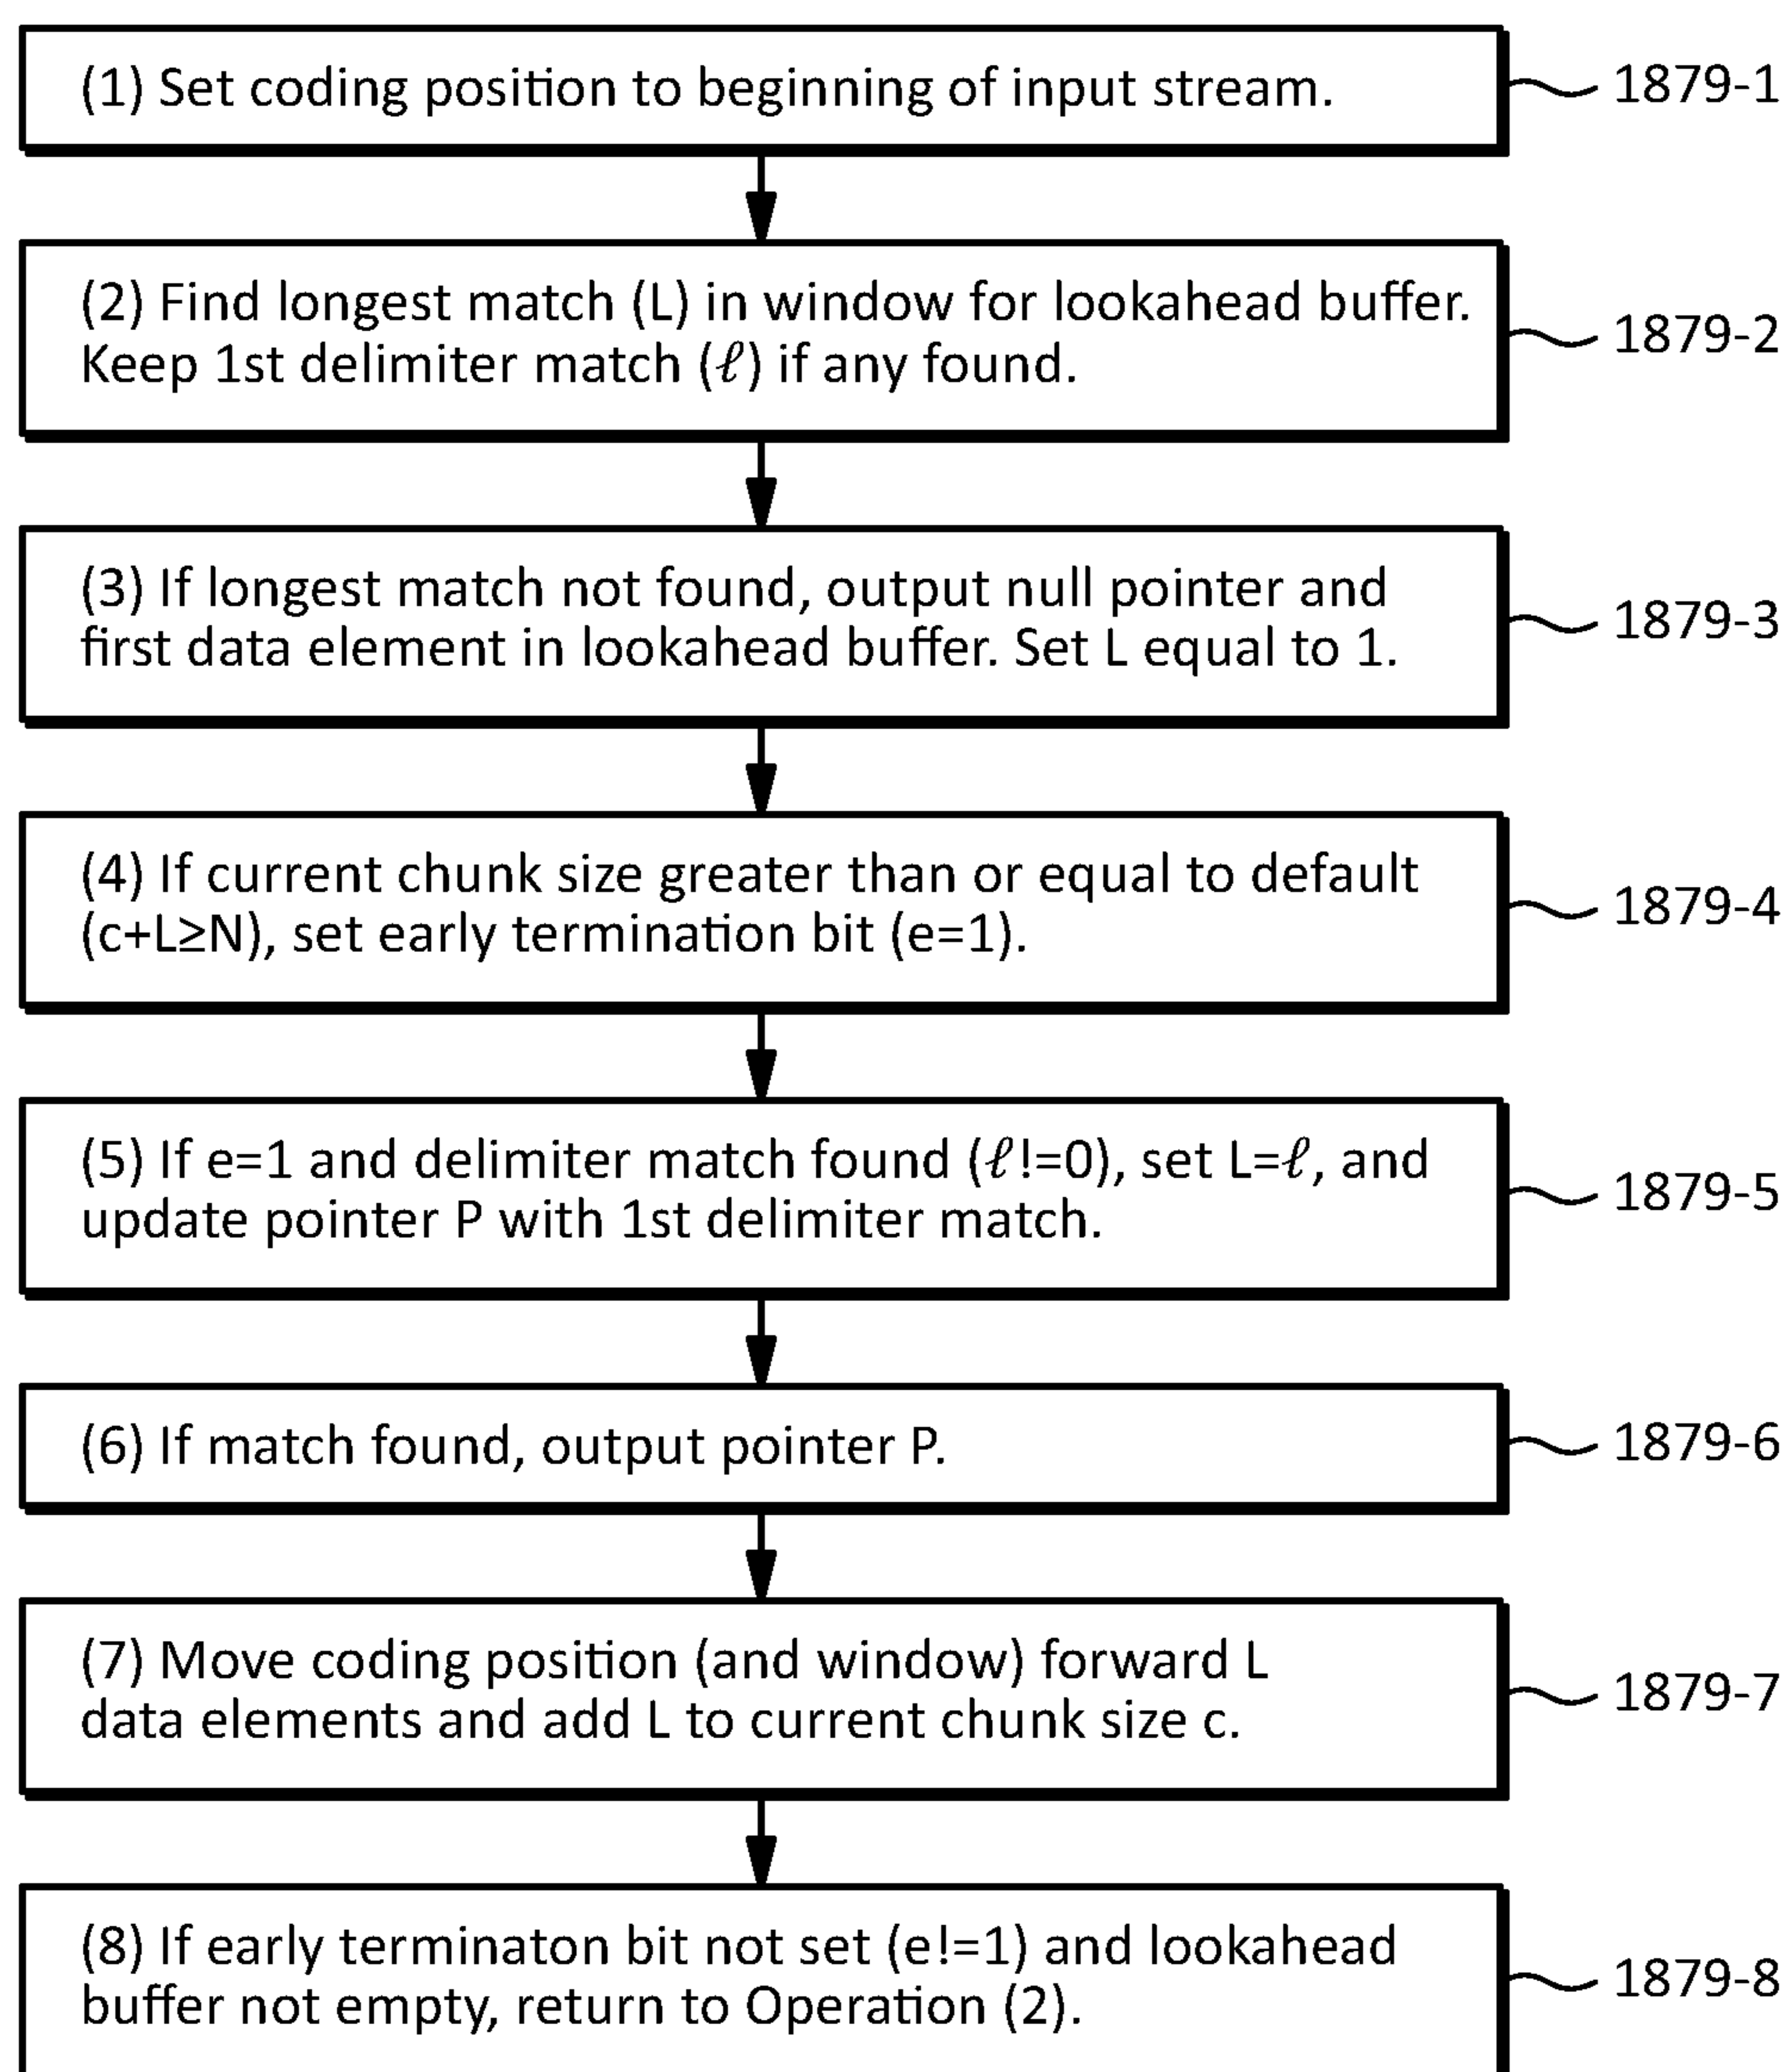 (1) Set coding position to beginning of input stream.
1879-1
(2) Find longest match (L) in window for lookahead buffer.
Keep 1st delimiter match (ℓ) if any found.
1879-2
(3) If longest match not found, output null pointer and
first data element in lookahead buffer. Set L equal to 1.
1879-3
(4) If current chunk size greater than or equal to default
(c+L≥N), set early termination bit (e=1).
1879-4
(5) If e=1 and delimiter match found (ℓ!=0), set L=ℓ, and
update pointer P with 1st delimiter match.
1879-5
(6) If match found, output pointer P.
1879-6
(7) Move coding position (and window) forward L
data elements and add L to current chunk size c.
1879-7
(8) If early terminaton bit not set (e!=1) and lookahead
buffer not empty, return to Operation (2).
1879-8